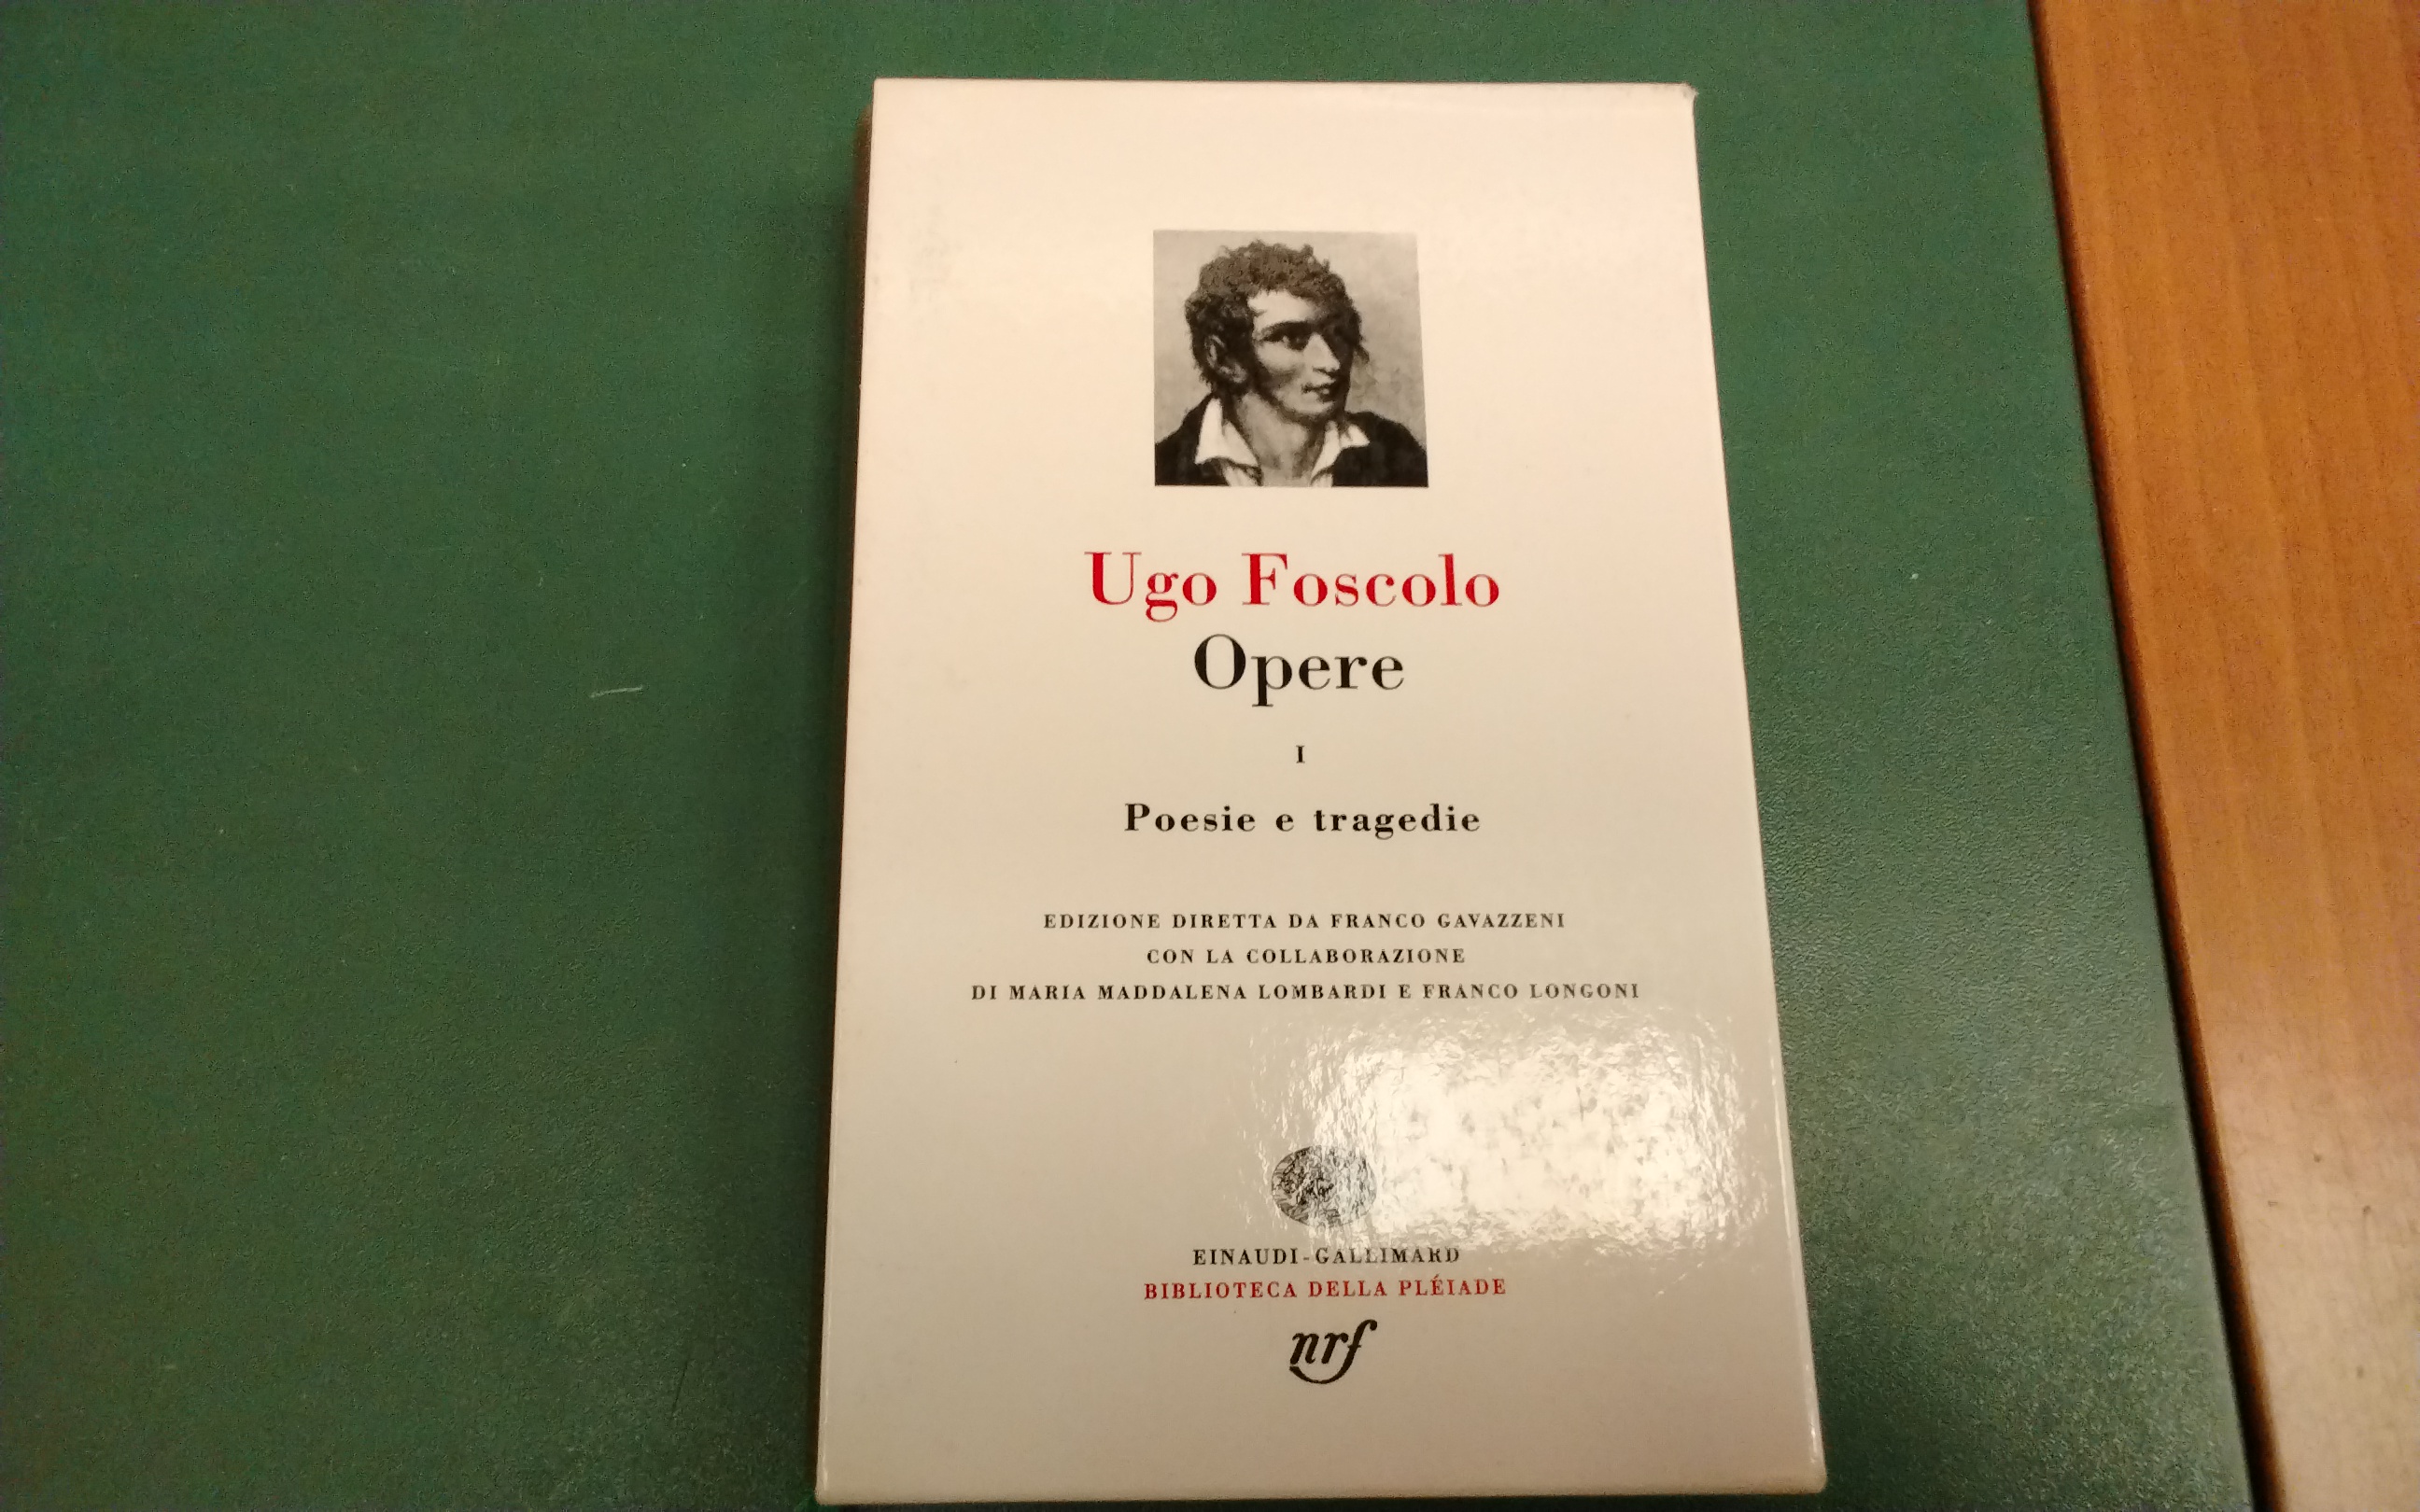 Ugo Foscolo
Opere
I
Poesie e tragedie
EDIZIONE DIRETTA DA FRANCO GAVAZZENI
CON LA COLLABORAZIONE
DI MARIA MADDALENA LOMBARDI E FRANCO LONGONI
EINAUDI-GALLIMARD
BIBLIOTECA DELLA PLÉIADE
nrf